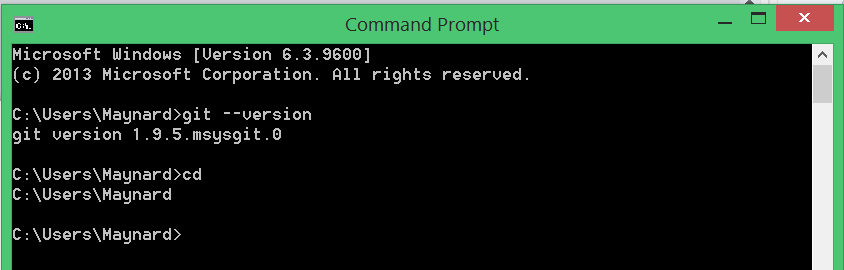 C:\.
Command Prompt
Microsoft Windows [Version 6.3.9600]
(c) 2013 Microsoft Corporation. All rights reserved.
C:\Users\Maynard>git --version
git version 1.9.5.msysgit.0
C:\Users\Maynard>cd
C:\Users\Maynard
C:\Users\Maynard>